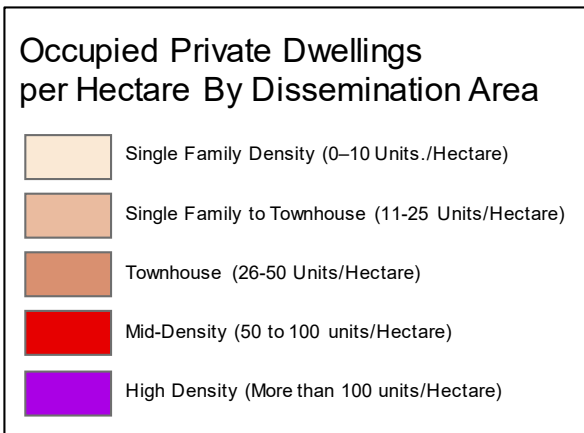 Occupied Private Dwellings
per Hectare By Dissemination Area
Single Family Density (0–10 Units./Hectare)
Single Family to Townhouse (11-25 Units/Hectare)
Townhouse (26-50 Units/Hectare)
Mid-Density (50 to 100 units/Hectare)
High Density (More than 100 units/Hectare)